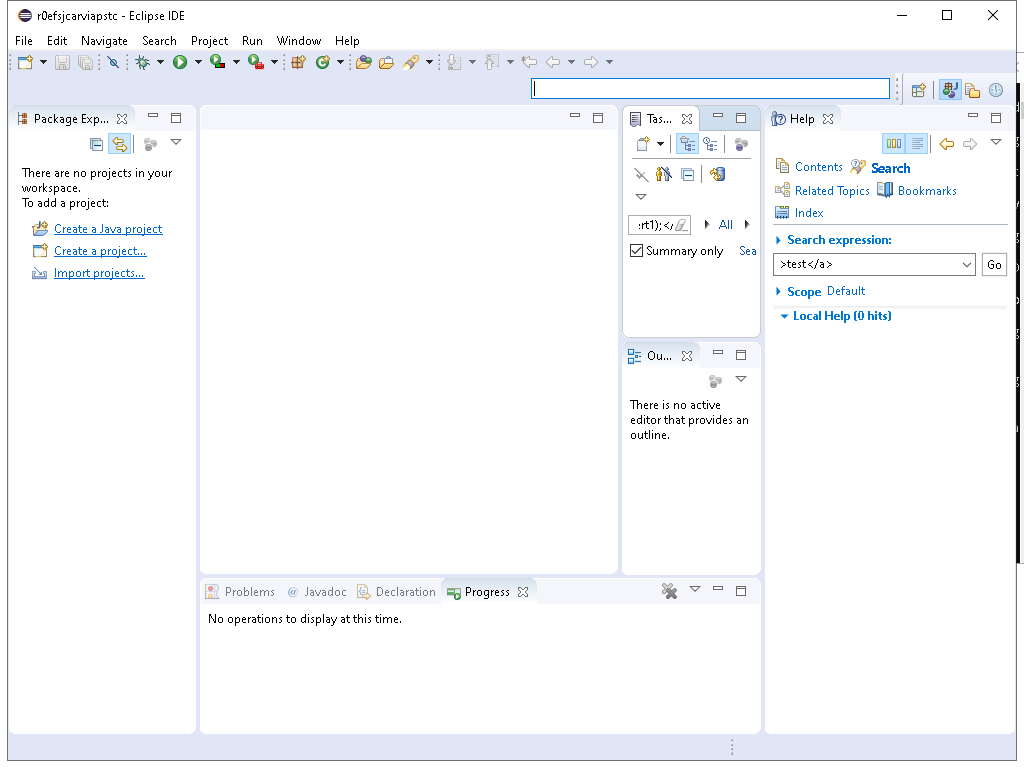 r0efsjcarviapstc - Eclipse IDE
File Edit Navigate Search Project Run Window Help
Package Exp...
Tas...
Help
Contents Search
There are no projects in your
workspace.
To add a project:
Related Topics Bookmarks
Index
Create a Java project
:rt1);</ All
Create a project...
Summary only Sea
Search expression:
Import projects...
>test</a> Go
Scope Default
Local Help (0 hits)
Ou...
There is no active
editor that provides an
outline.
Problems @ Javadoc Declaration Progress
No operations to display at this time.